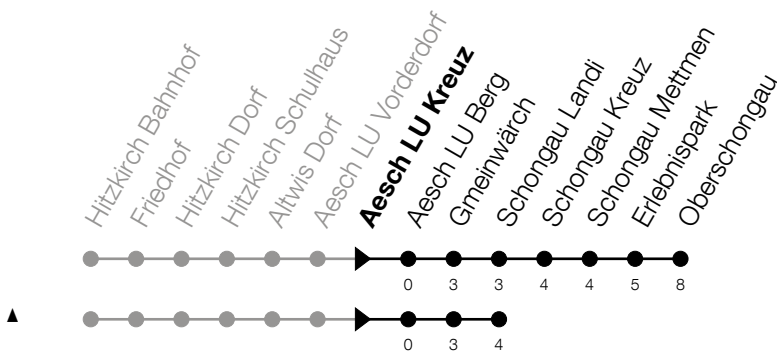 Hitzkirch Bahnhof
Friedhof
Hitzkirch Dorf
Hitzkirch Schulhaus
Altwis Dorf
Aesch LU Vorderdorf
Aesch LU Kreuz
Aesch LU Berg
Gmeinwärch
Schongau Landi
Schongau Kreuz
Schongau Mettmen
Erlebnispark
Oberschongau
0 3 3 4 4 5 8
0 3 4